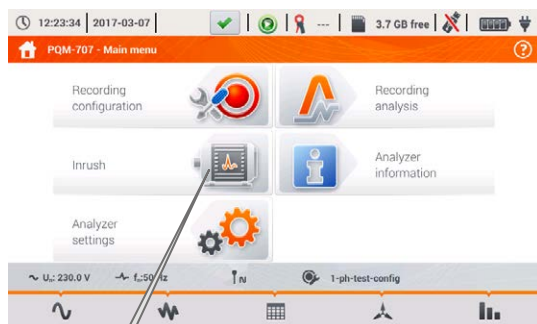 12:23:34 2017-03-07 --- 3.7 GB free
PQM-707 - Main menu ?
Recording
configuration
Recording
analysis
Inrush
Analyzer
information
Analyzer
settings
Uₙ: 230.0 V fₙ:50 Hz N 1-ph-test-config